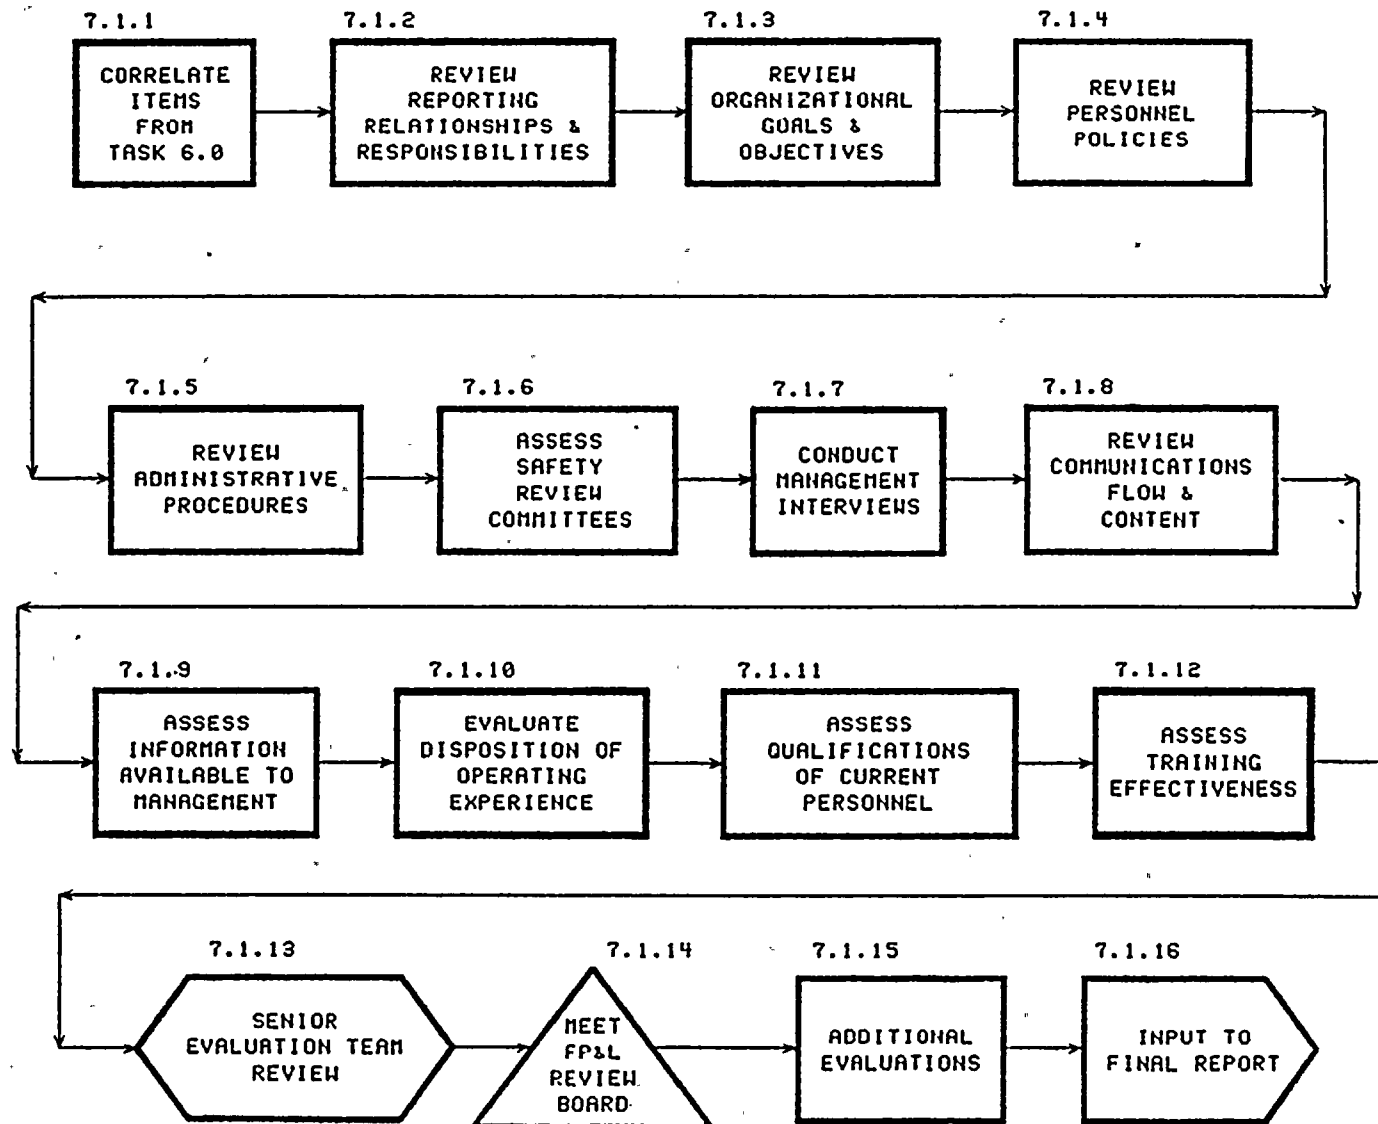 7.1.1
CORRELATE
ITEMS
FROM
TASK 6.0
7.1.2
REVIEW
REPORTING
RELATIONSHIPS &
RESPONSIBILITIES
7.1.3
REVIEW
ORGANIZATIONAL
GOALS &
OBJECTIVES
7.1.4
REVIEW
PERSONNEL
POLICIES
7.1.5
REVIEW
ADMINISTRATIVE
PROCEDURES
7.1.6
ASSESS
SAFETY
REVIEW
COMMITTEES
7.1.7
CONDUCT
MANAGEMENT
INTERVIEWS
7.1.8
REVIEW
COMMUNICATIONS
FLOW &
CONTENT
7.1.9
ASSESS
INFORMATION
AVAILABLE TO
MANAGEMENT
7.1.10
EVALUATE
DISPOSITION OF
OPERATING
EXPERIENCE
7.1.11
ASSESS
QUALIFICATIONS
OF CURRENT
PERSONNEL
7.1.12
ASSESS
TRAINING
EFFECTIVENESS
7.1.13
SENIOR
EVALUATION TEAM
REVIEW
7.1.14
MEET
FP&L
REVIEW
BOARD
7.1.15
ADDITIONAL
EVALUATIONS
7.1.16
INPUT TO
FINAL REPORT